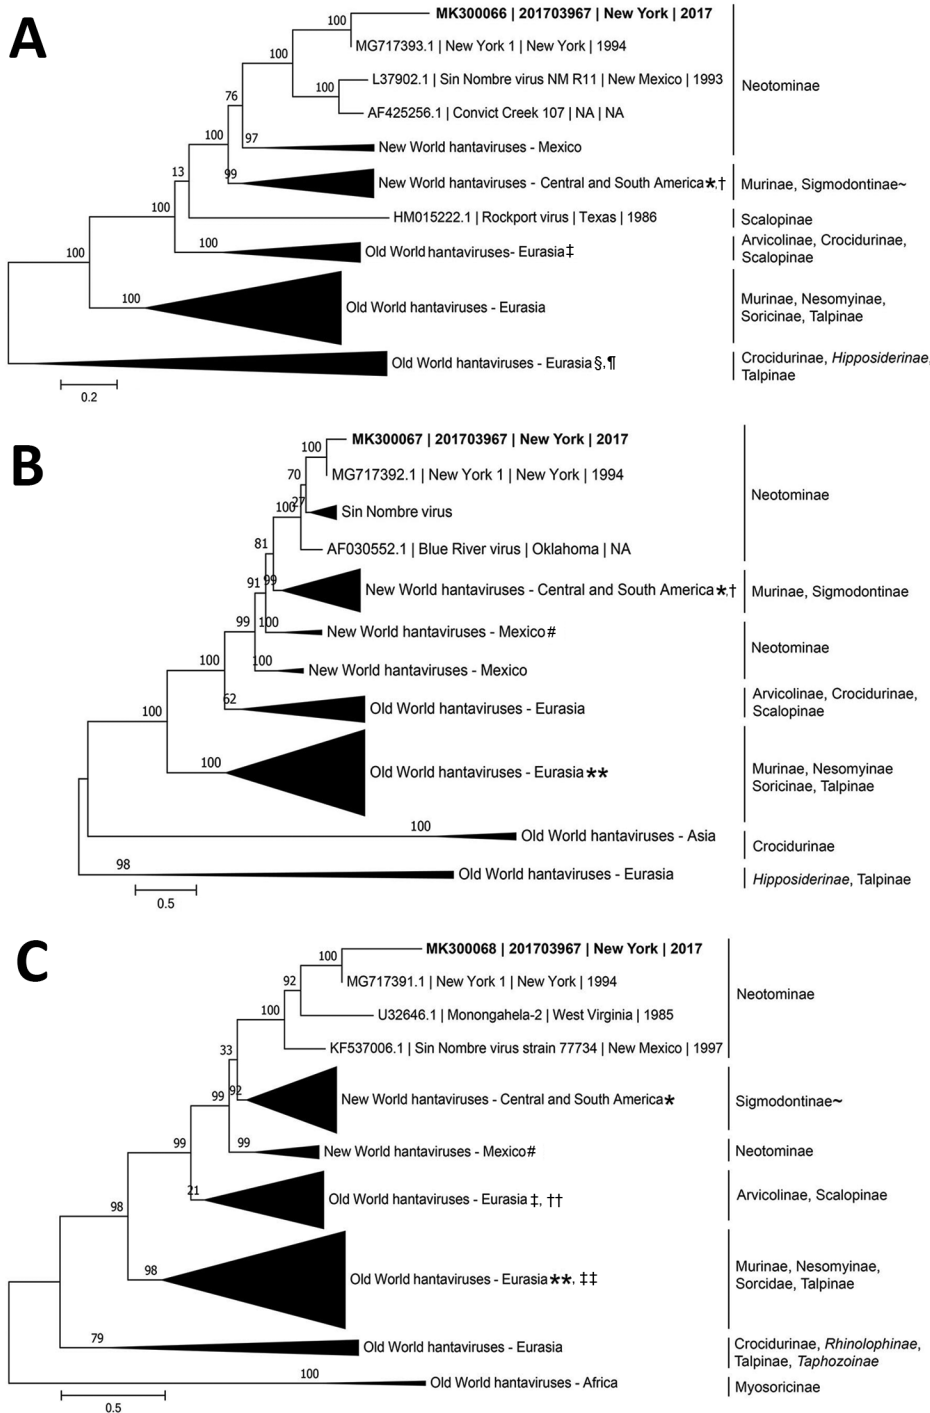 A
100
MK300066 | 201703967 | New York | 2017
MG717393.1 | New York 1 | New York | 1994
100
L37902.1 | Sin Nombre virus NM R11 | New Mexico | 1993
100
AF425256.1 | Convict Creek 107 | NA | NA
Neotominae
76
97
New World hantaviruses - Mexico
100
99
New World hantaviruses - Central and South America*,†
Murinae, Sigmodontinae~
13
HM015222.1 | Rockport virus | Texas | 1986
Scalopinae
100
100
Old World hantaviruses- Eurasia‡
Arvicolinae, Crocidurinae,
Scalopinae
100
100
Old World hantaviruses - Eurasia
Murinae, Nesomyinae,
Soricinae, Talpinae
Old World hantaviruses - Eurasia§,¶
Crocidurinae, Hipposiderinae,
Talpinae
0.2
B
100
MK300067 | 201703967 | New York | 2017
MG717392.1 | New York 1 | New York | 1994
70
27
Sin Nombre virus
100
AF030552.1 | Blue River virus | Oklahoma | NA
Neotominae
81
99
New World hantaviruses - Central and South America*,†
Murinae, Sigmodontinae
91
100
New World hantaviruses - Mexico#
99
100
New World hantaviruses - Mexico
Neotominae
100
62
Old World hantaviruses - Eurasia
Arvicolinae, Crocidurinae,
Scalopinae
100
100
Old World hantaviruses - Eurasia**
Murinae, Nesomyinae
Soricinae, Talpinae
100
Old World hantaviruses - Asia
Crocidurinae
98
Old World hantaviruses - Eurasia
Hipposiderinae, Talpinae
0.5
C
100
MK300068 | 201703967 | New York | 2017
MG717391.1 | New York 1 | New York | 1994
92
U32646.1 | Monongahela-2 | West Virginia | 1985
100
KF537006.1 | Sin Nombre virus strain 77734 | New Mexico | 1997
Neotominae
33
92
New World hantaviruses - Central and South America*
Sigmodontinae~
99
99
New World hantaviruses - Mexico#
Neotominae
99
21
Old World hantaviruses - Eurasia ‡, ††
Arvicolinae, Scalopinae
98
98
Old World hantaviruses - Eurasia**, ‡‡
Murinae, Nesomyinae,
Sorcidae, Talpinae
79
Old World hantaviruses - Eurasia
Crocidurinae, Rhinolophinae,
Talpinae, Taphozoinae
100
Old World hantaviruses - Africa
Myosoricinae
0.5